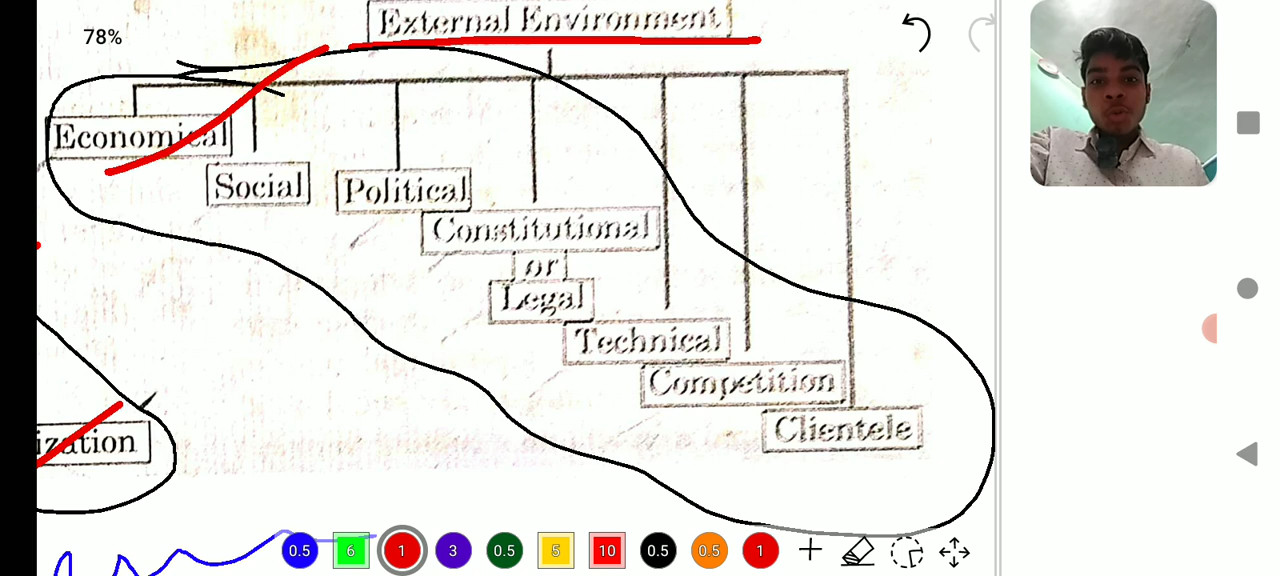 78%
External Environment
Economical
Social
Political
Constitutional
or
Legal
Technical
Competition
Clientele
ization
0.5 6 1 3 0.5 5 10 0.5 0.5 1